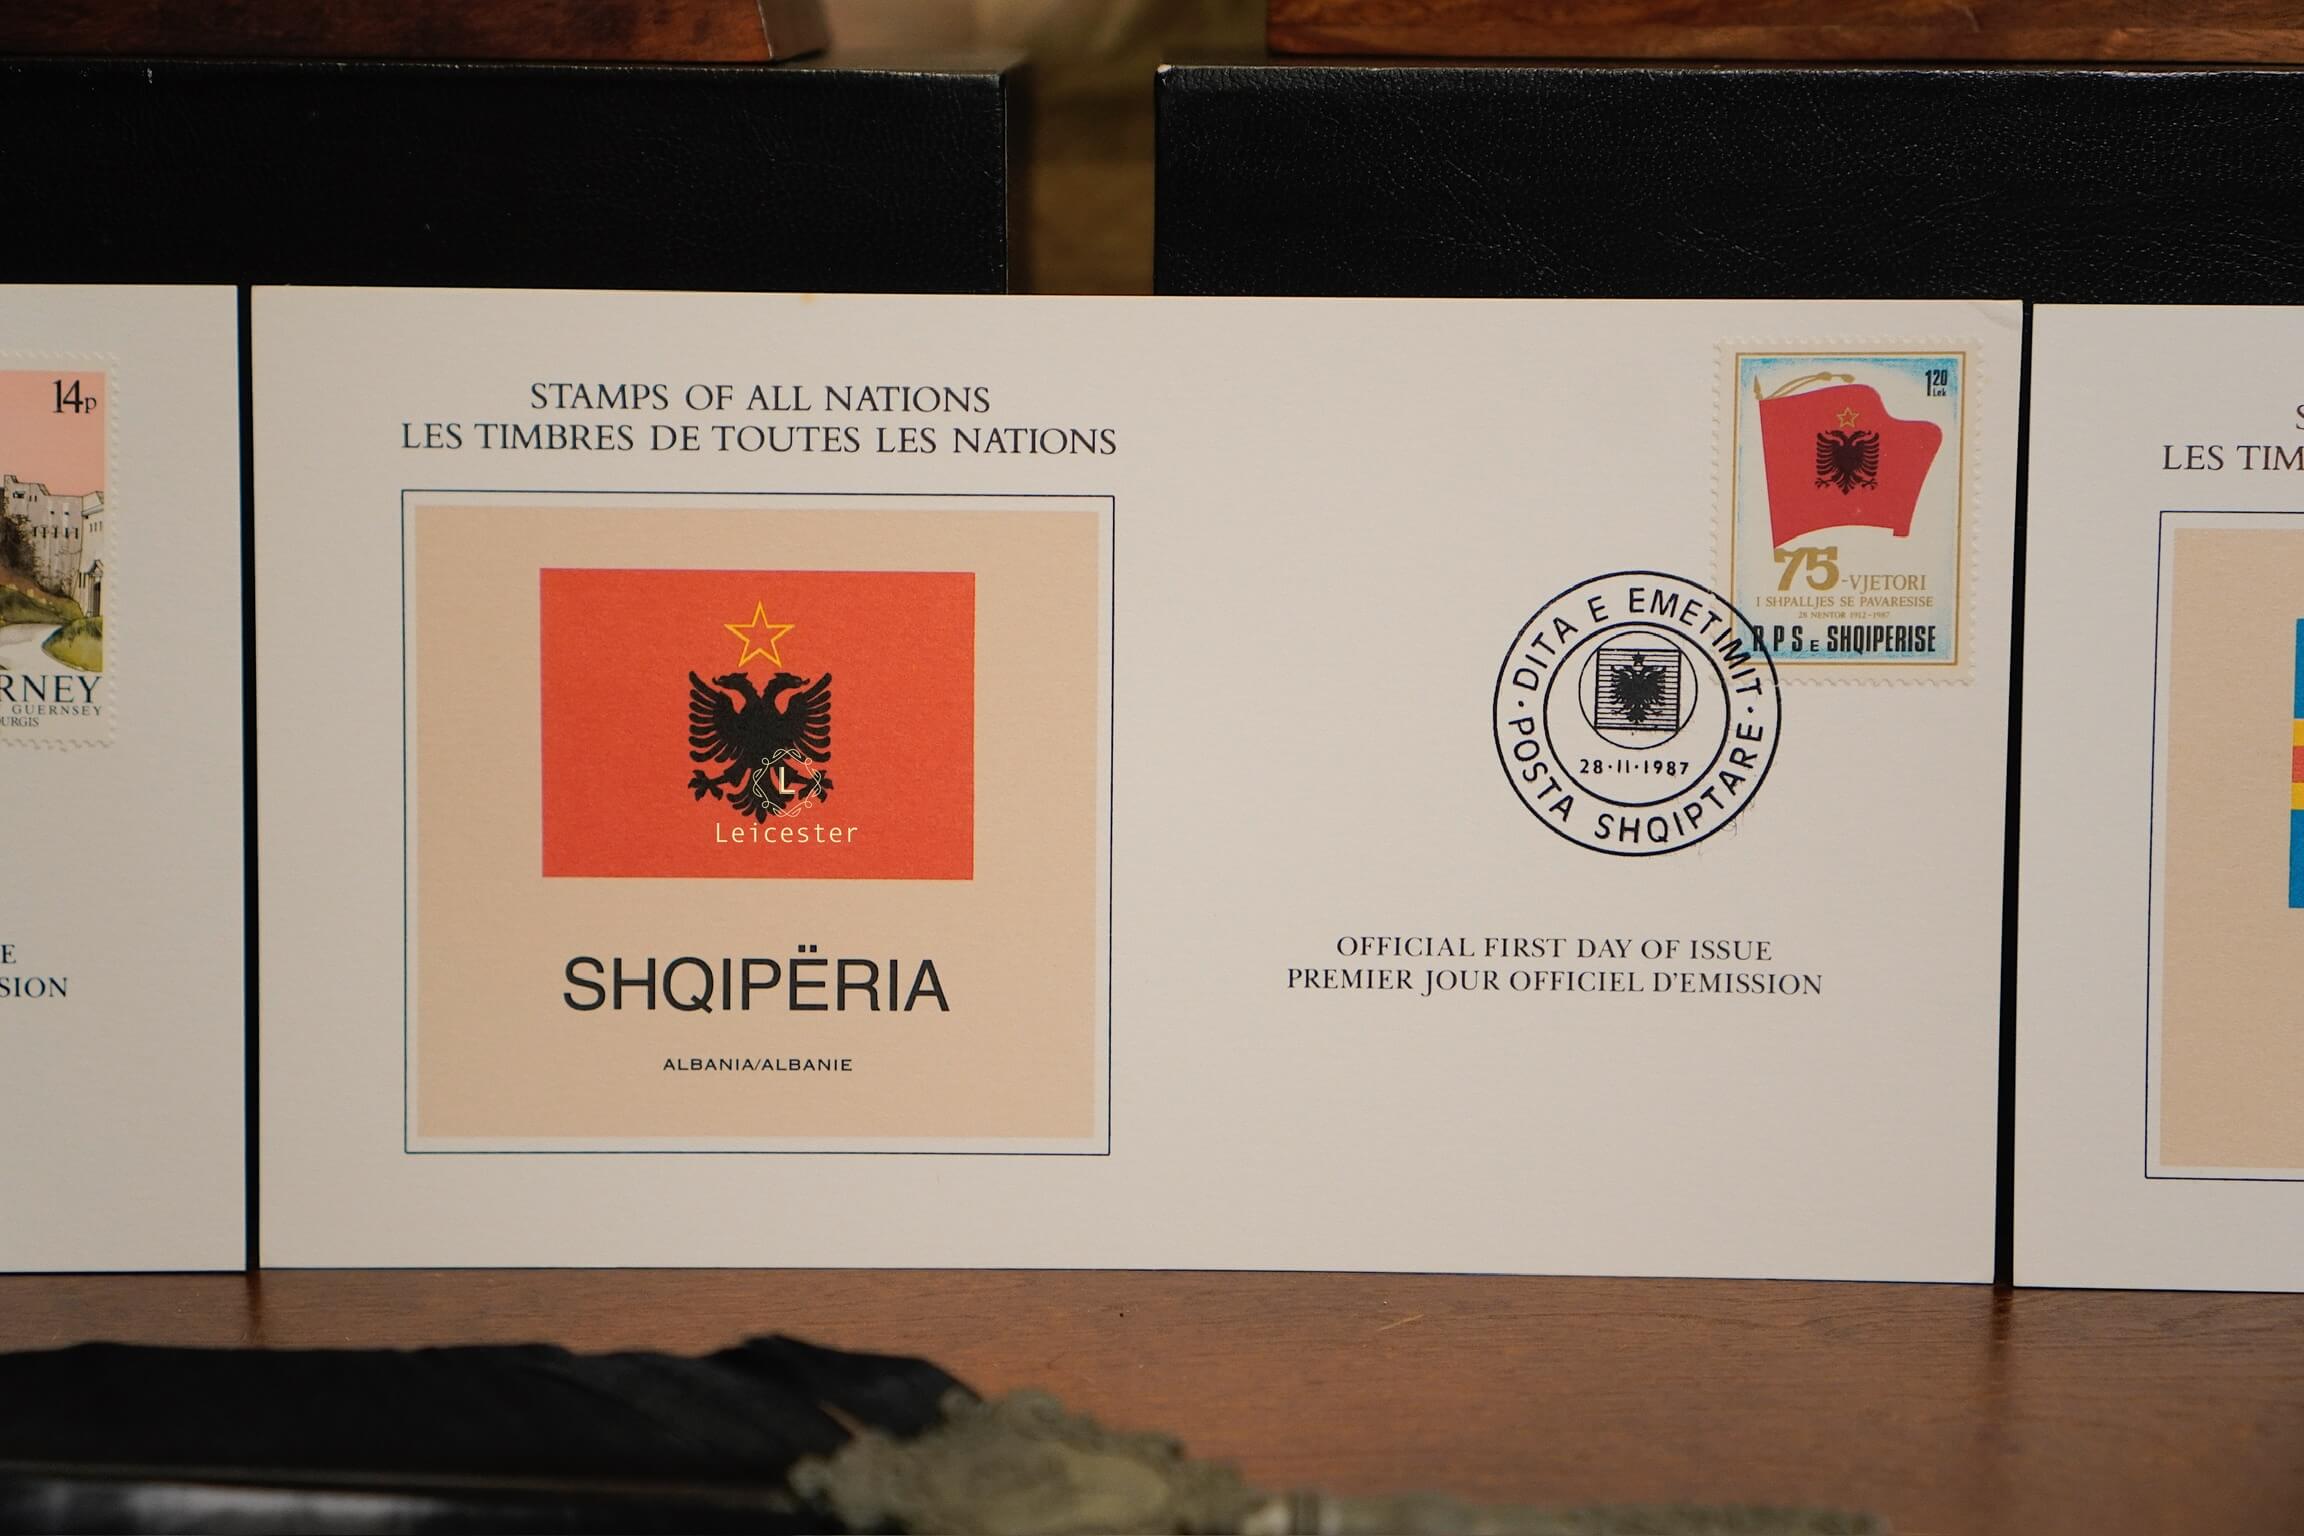 14p
RNEY
GUERNSEY
URGIS
E
SION
STAMPS OF ALL NATIONS
LES TIMBRES DE TOUTES LES NATIONS
L
Leicester
SHQIPËRIA
ALBANIA/ALBANIE
1 20
Lek
75-VJETORI
I SHPALLJES SE PAVARESISE
28 NENTOR 1912-1987
R P S E SHQIPERISE
· DITA E EMETIMIT ·
28·11·1987
POSTA SHQIPTARE
OFFICIAL FIRST DAY OF ISSUE
PREMIER JOUR OFFICIEL D'EMISSION
S
LES TIM